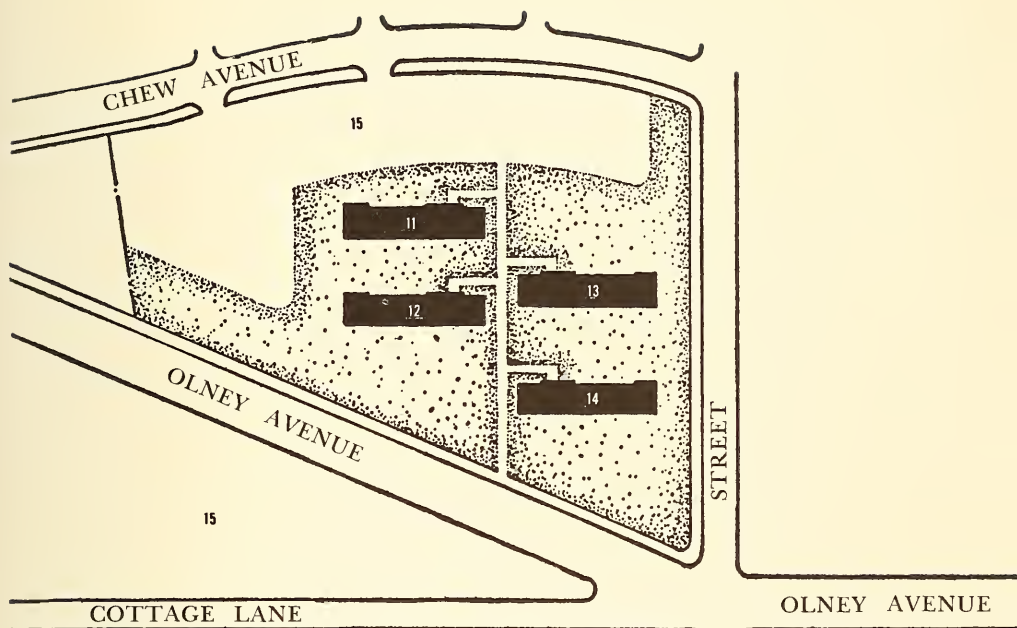 CHEW AVENUE
15
11
13
12
OLNEY AVENUE
14
STREET
15
COTTAGE LANE
OLNEY AVENUE